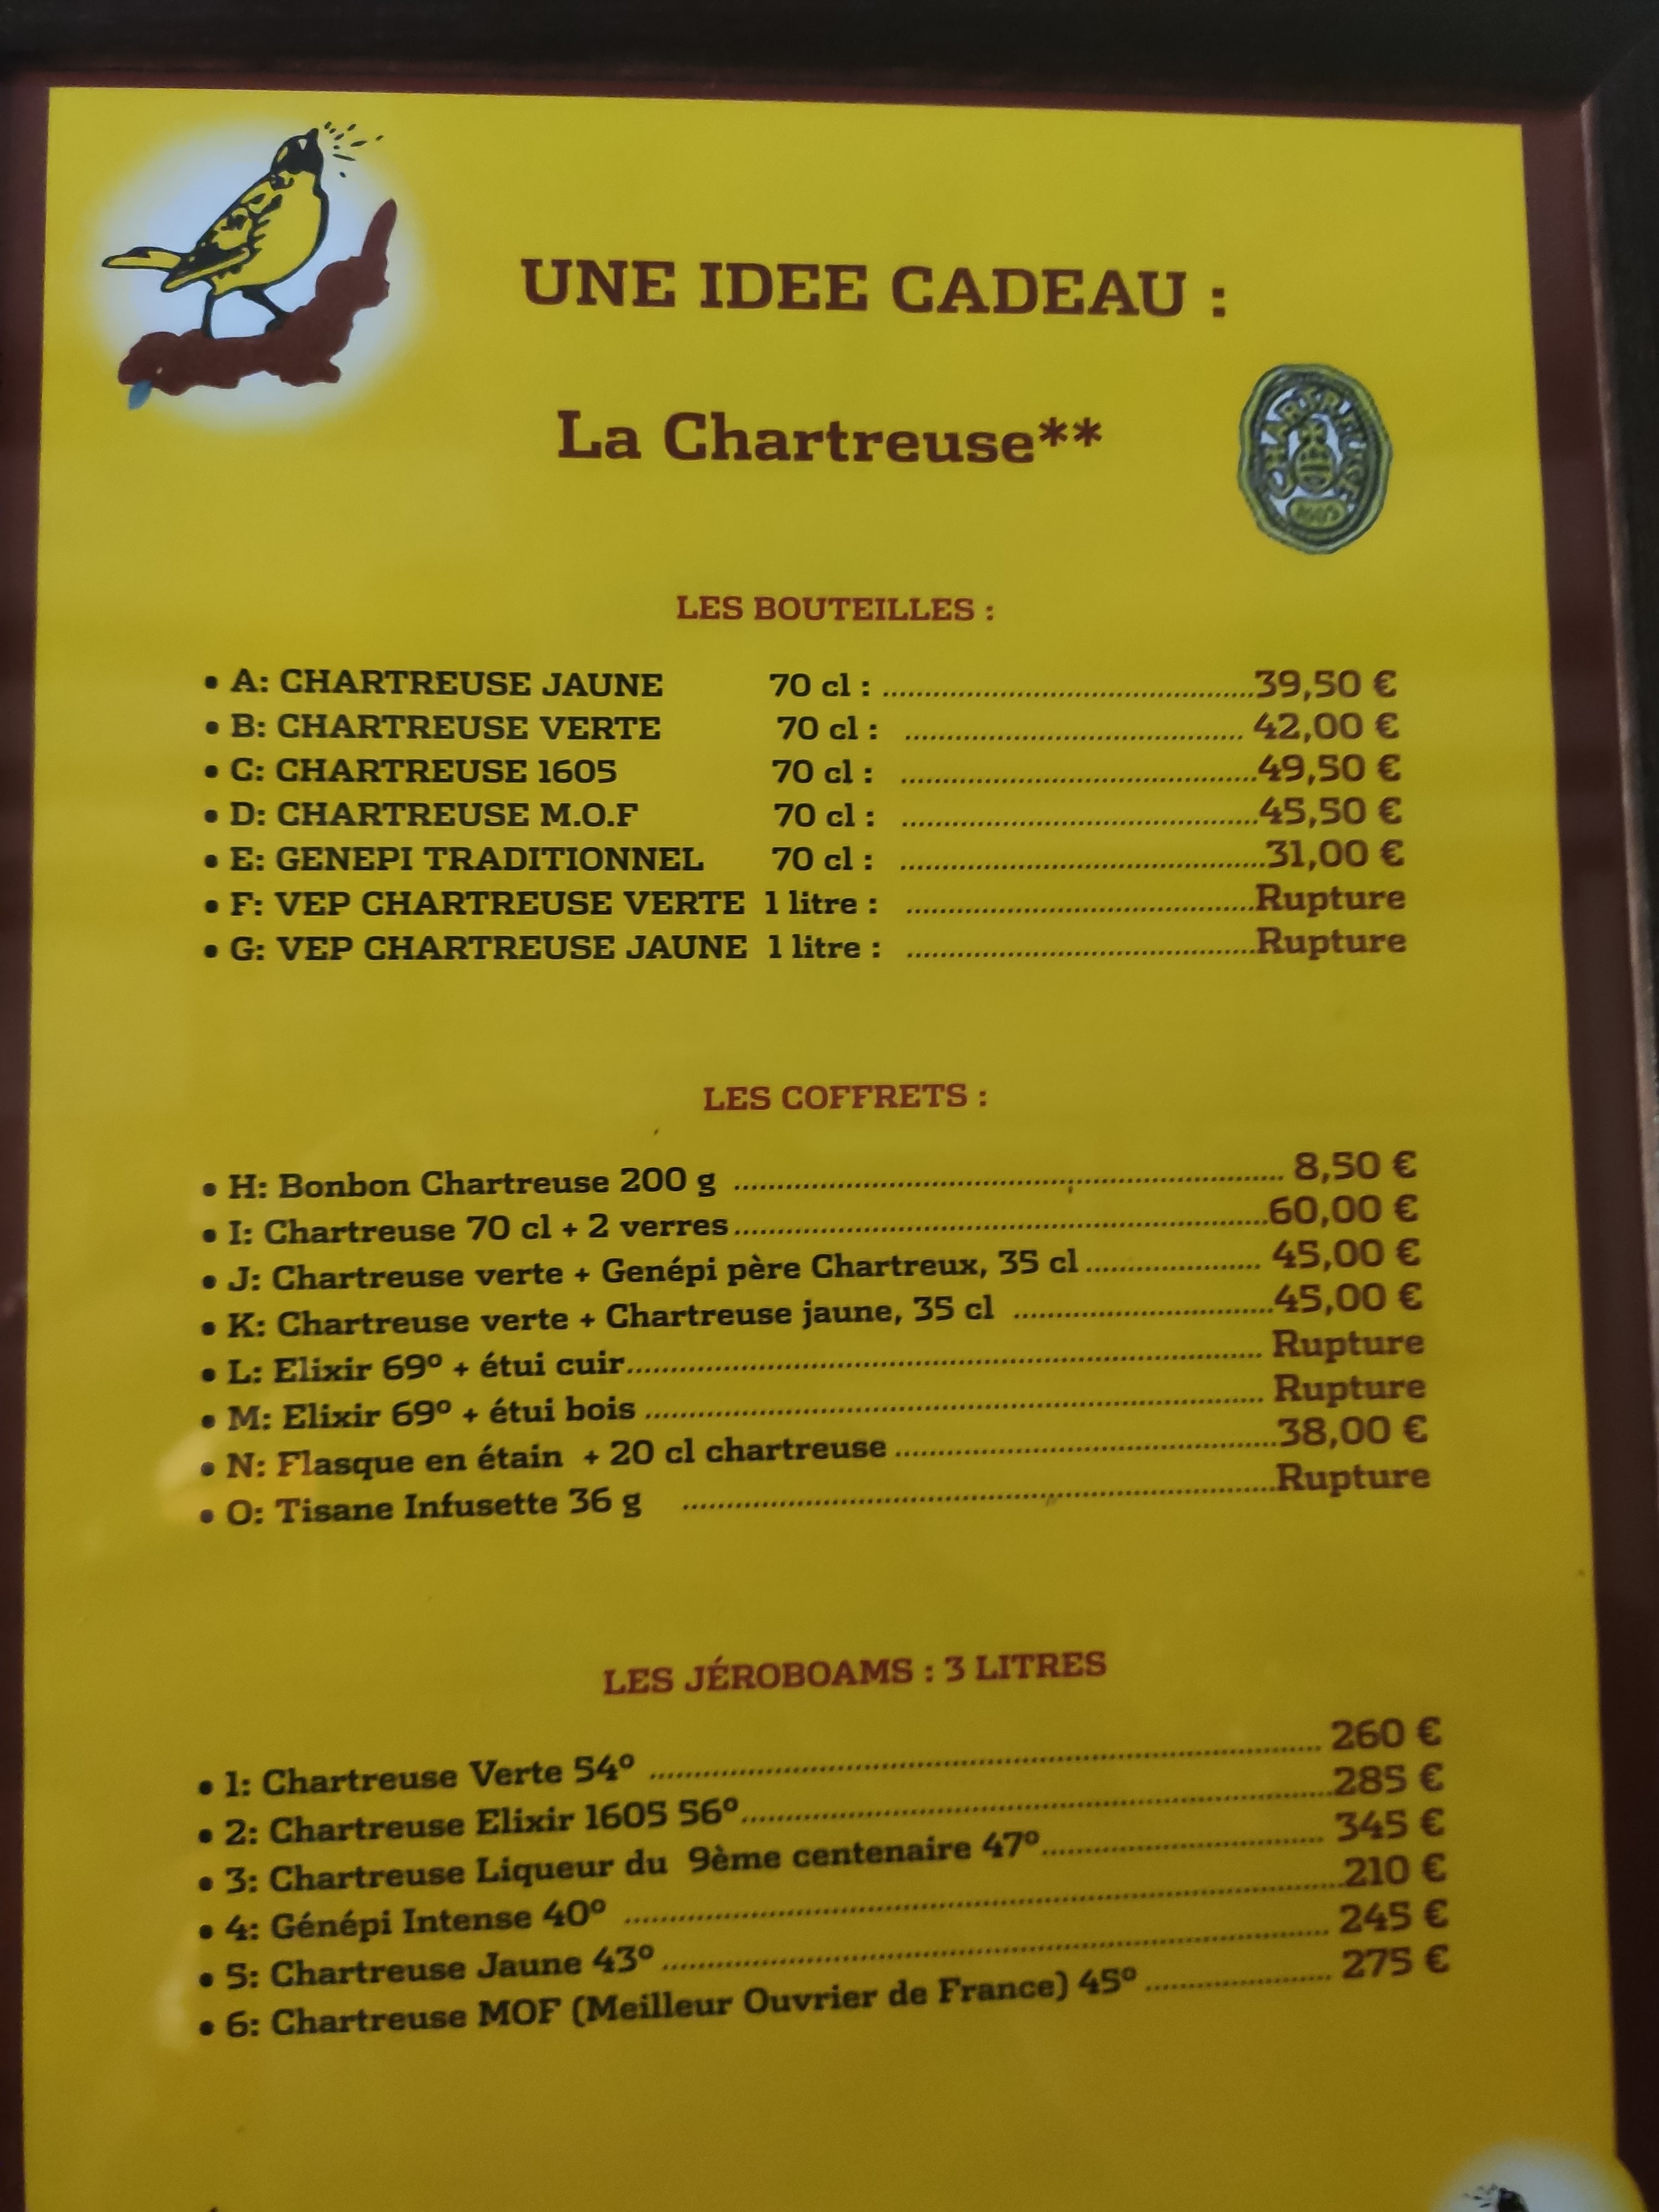 UNE IDEE CADEAU :
La Chartreuse**
CHARTREUSE
1605
LES BOUTEILLES :
• A: CHARTREUSE JAUNE 70 cl : ........................................39,50 €
• B: CHARTREUSE VERTE 70 cl : ..................................... 42,00 €
• C: CHARTREUSE 1605 70 cl : .......................................49,50 €
• D: CHARTREUSE M.O.F 70 cl : .......................................45,50 €
• E: GENEPI TRADITIONNEL 70 cl : ........................................31,00 €
• F: VEP CHARTREUSE VERTE 1 litre : ......................................Rupture
• G: VEP CHARTREUSE JAUNE 1 litre : ......................................Rupture
LES COFFRETS :
• H: Bonbon Chartreuse 200 g ............................................................ 8,50 €
• I: Chartreuse 70 cl + 2 verres..........................................................60,00 €
• J: Chartreuse verte + Genépi père Chartreux, 35 cl ................... 45,00 €
• K: Chartreuse verte + Chartreuse jaune, 35 cl ............................45,00 €
• L: Elixir 69° + étui cuir..................................................................... Rupture
• M: Elixir 69° + étui bois ................................................................... Rupture
• N: Flasque en étain + 20 cl chartreuse ..........................................38,00 €
• O: Tisane Infusette 36 g .................................................................Rupture
LES JÉROBOAMS : 3 LITRES
• 1: Chartreuse Verte 54° ......................................................................... 260 €
• 2: Chartreuse Elixir 1605 56°................................................................285 €
• 3: Chartreuse Liqueur du 9ème centenaire 47°............................... 345 €
• 4: Génépi Intense 40° ..............................................................................210 €
• 5: Chartreuse Jaune 43° ......................................................................... 245 €
• 6: Chartreuse MOF (Meilleur Ouvrier de France) 45° .................... 275 €